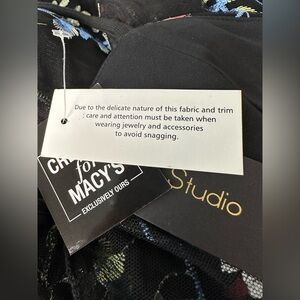 Due to the delicate nature of this fabric and trim
care and attention must be taken when
wearing jewelry and accessories
to avoid snagging.
for
MACY'S
EXCLUSIVELY OURS
Studio